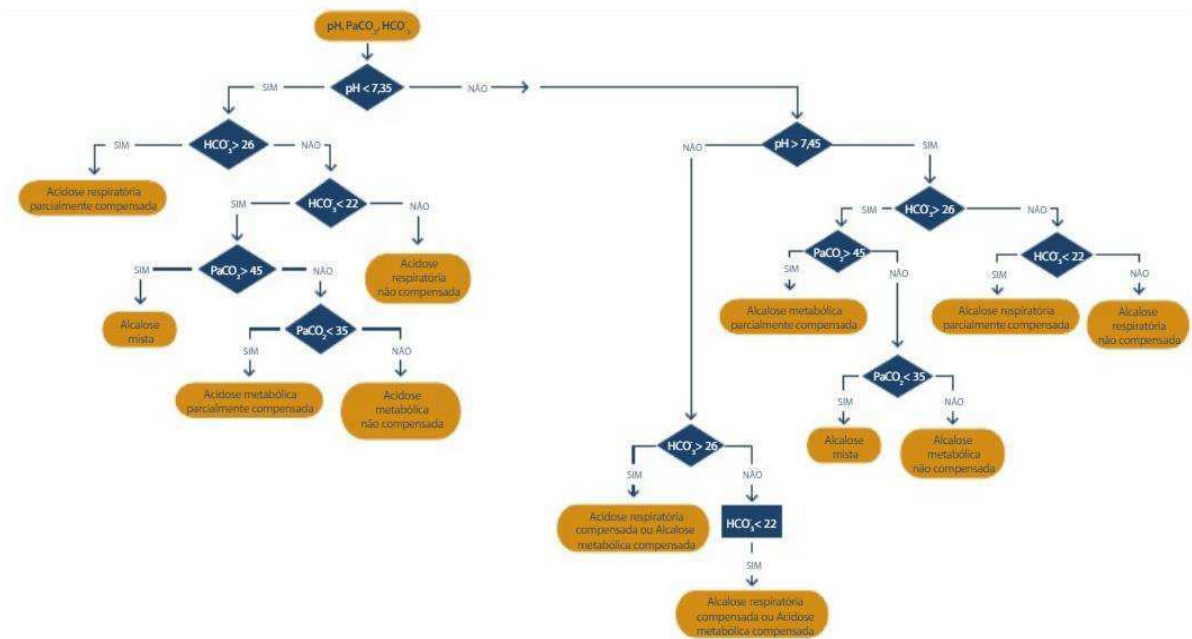 pH, PaCO₂, HCO⁻₃
pH < 7,35
SIM
NÃO
HCO⁻₃ > 26
pH > 7,45
SIM
NÃO
NÃO
SIM
Acidose respiratória
parcialmente compensada
HCO⁻₃ < 22
HCO⁻₃ > 26
SIM
NÃO
SIM
NÃO
PaCO₂ > 45
Acidose
respiratória
não compensada
PaCO₂ > 45
HCO⁻₃ < 22
SIM
NÃO
SIM
NÃO
SIM
NÃO
Alcalose
mista
PaCO₂ < 35
Alcalose metabólica
parcialmente compensada
Alcalose respiratória
parcialmente compensada
Alcalose
respiratória
não compensada
SIM
NÃO
PaCO₂ < 35
Acidose metabólica
parcialmente compensada
Acidose
metabólica
não compensada
SIM
NÃO
HCO⁻₃ > 26
Alcalose
mista
Alcalose
metabólica
não compensada
SIM
NÃO
Acidose respiratória
compensada ou Alcalose
metabólica compensada
HCO⁻₃ < 22
SIM
Alcalose respiratória
compensada ou Acidose
metabólica compensada